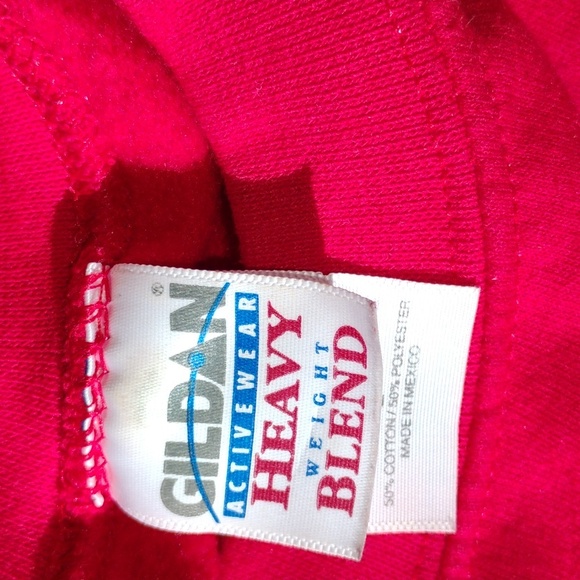 GILDAN®
ACTIVEWEAR
HEAVY
WEIGHT
BLEND
50% COTTON / 50% POLYESTER
MADE IN MEXICO